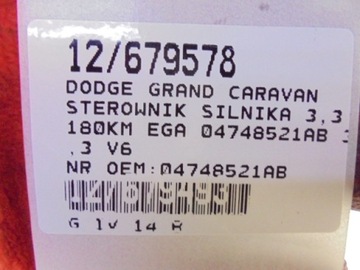 12/679578
DODGE GRAND CARAVAN
STEROWNIK SILNIKA 3,3
180KM EGA 04748521AB 3
,3 V6
NR OEM:04748521AB
G 1V 14 A